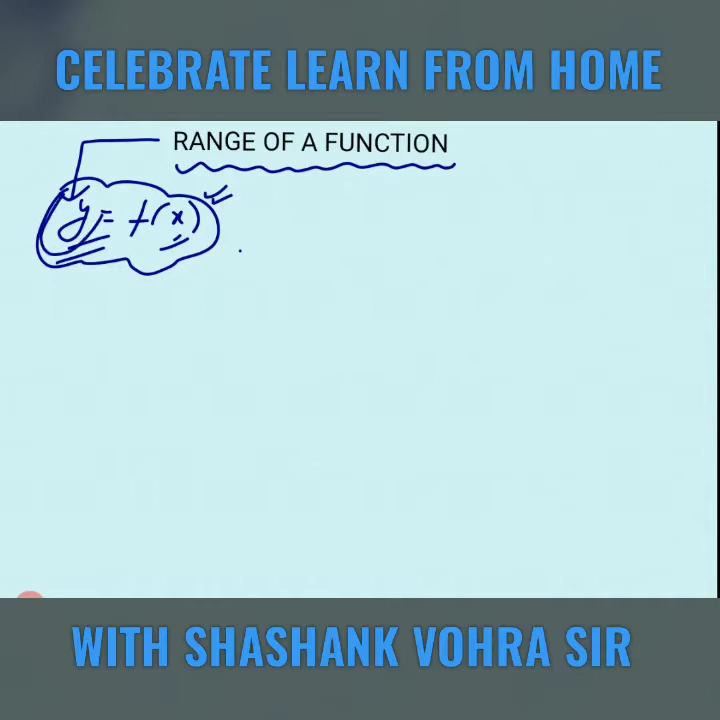 CELEBRATE LEARN FROM HOME
RANGE OF A FUNCTION
y = f(x)
WITH SHASHANK VOHRA SIR